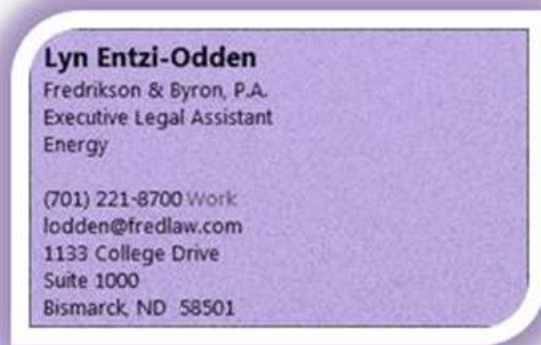 Lyn Entzi-Odden
Fredrikson & Byron, P.A.
Executive Legal Assistant
Energy
(701) 221-8700 Work
lodden@fredlaw.com
1133 College Drive
Suite 1000
Bismarck, ND  58501